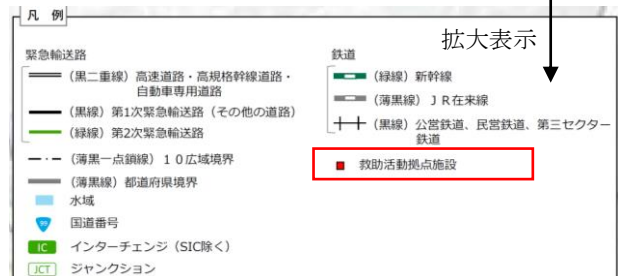 凡 例
拡大表示
緊急輸送路
(黒二重線) 高速道路・高規格幹線道路・
自動車専用道路
(黒線) 第1次緊急輸送路(その他の道路)
(緑線) 第2次緊急輸送路
(薄黒一点鎖線) 10広域境界
(薄黒線) 都道府県境界
水域
99 国道番号
IC インターチェンジ (SIC除く)
JCT ジャンクション
鉄道
(緑線) 新幹線
(薄黒線) JR在来線
(黒線) 公営鉄道、民営鉄道、第三セクター
鉄道
救助活動拠点施設